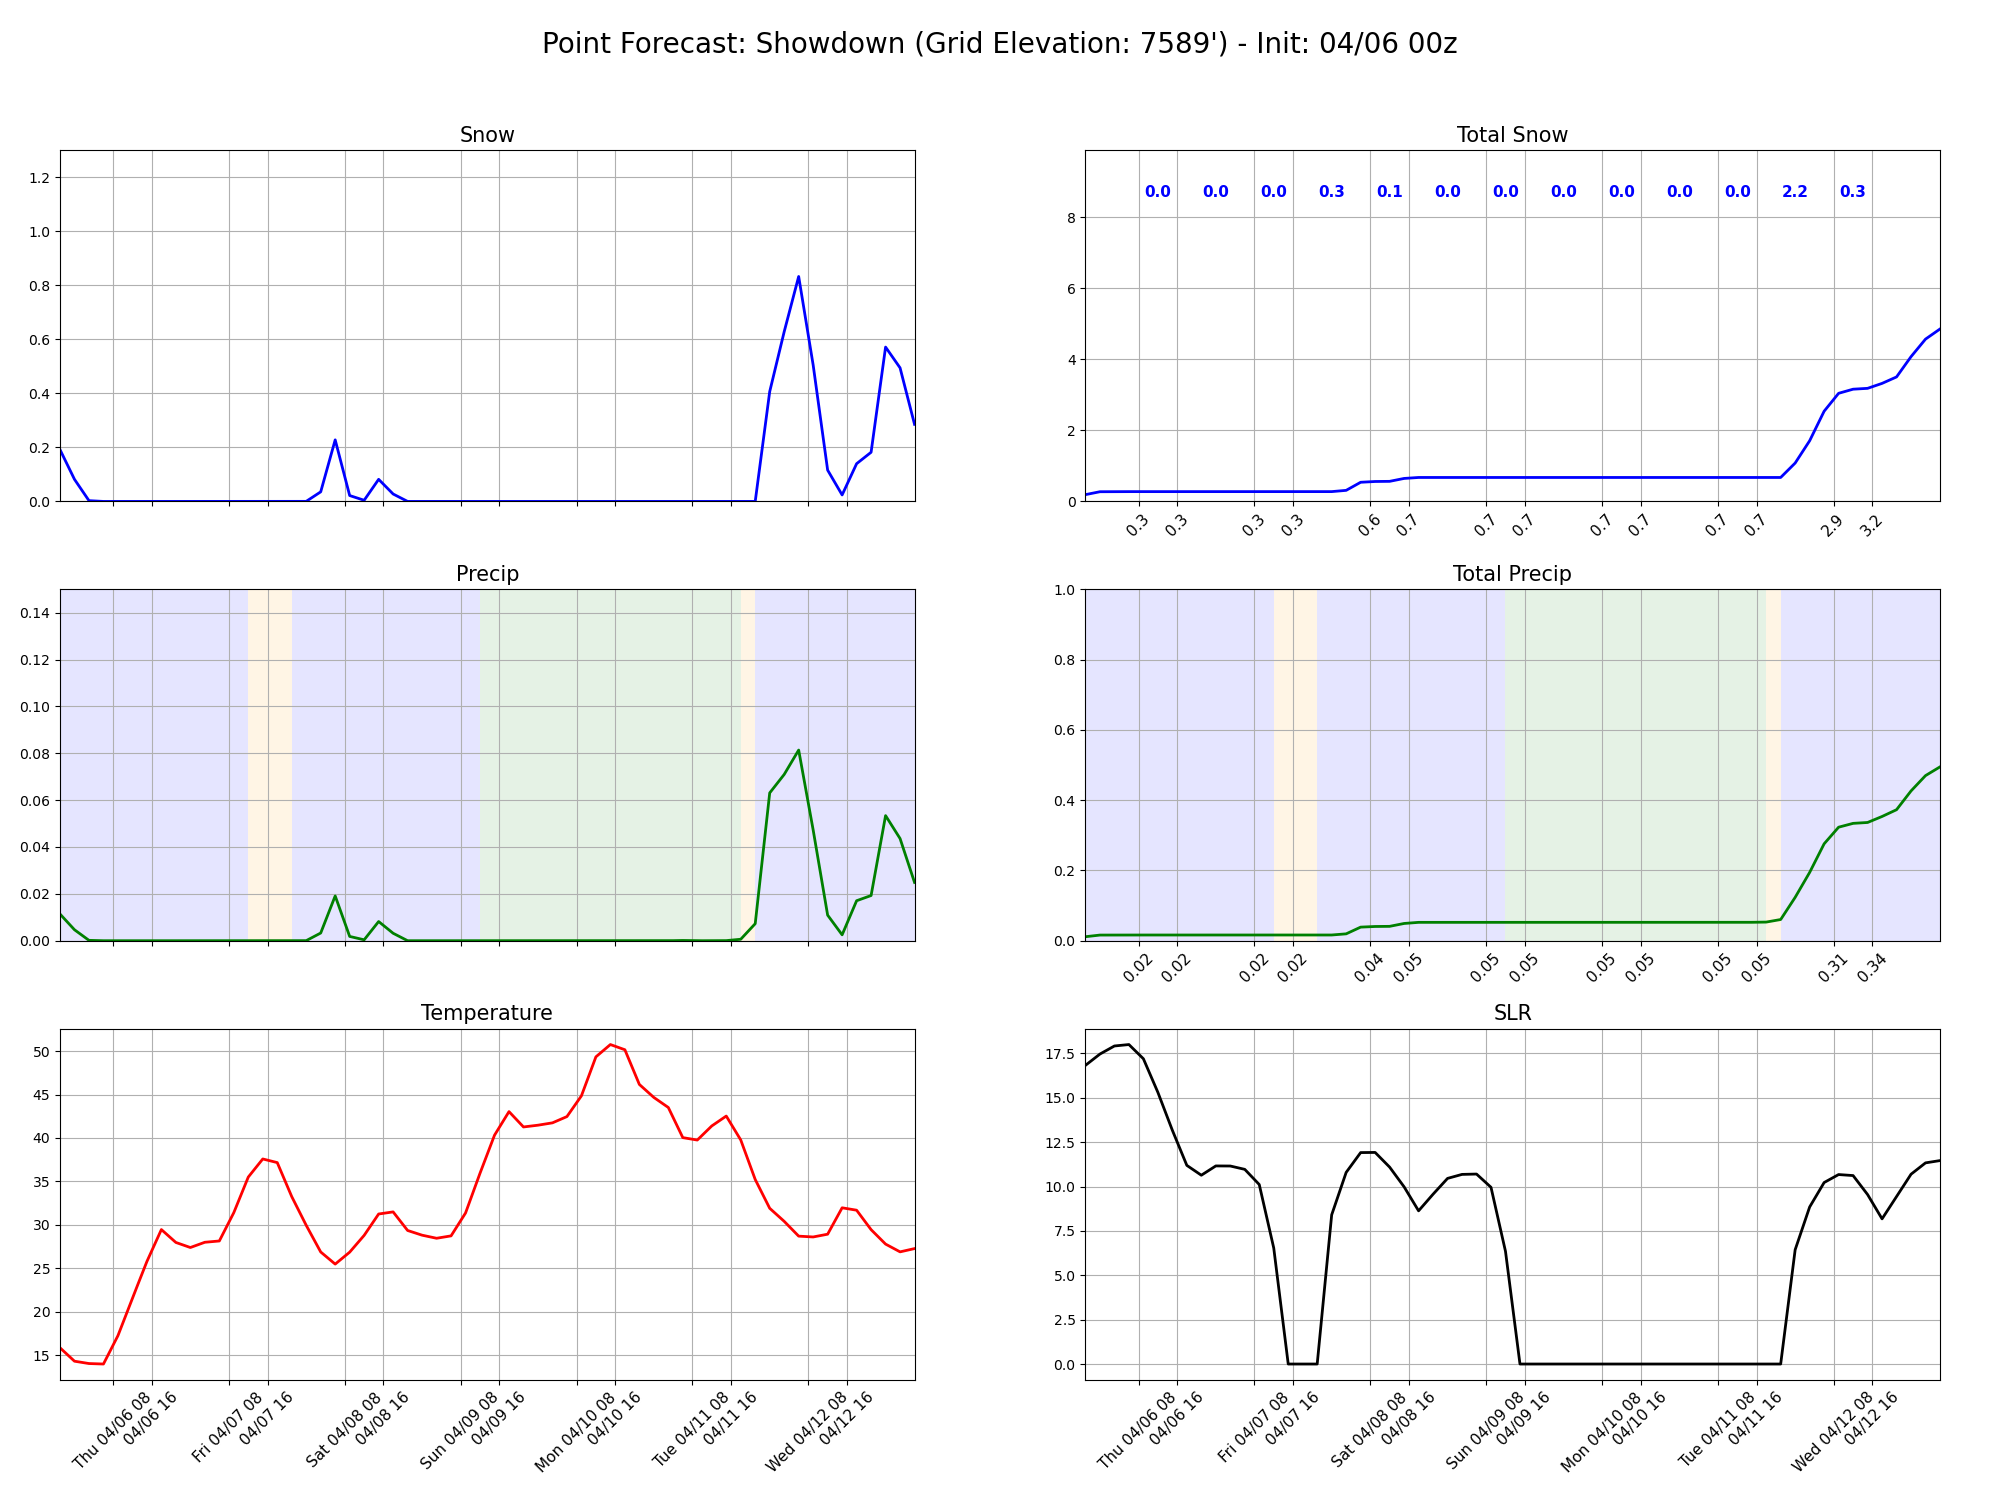 Point Forecast: Showdown (Grid Elevation: 7589') - Init: 04/06 00z
Snow
1.2
1.0
0.8
0.6
0.4
0.2
0.0
Total Snow
0.0 0.0 0.0 0.3 0.1 0.0 0.0 0.0 0.0 0.0 0.0 2.2 0.3
8
6
4
2
0
0.3 0.3 0.3 0.3 0.6 0.7 0.7 0.7 0.7 0.7 0.7 0.7 2.9 3.2
Precip
0.14
0.12
0.10
0.08
0.06
0.04
0.02
0.00
Total Precip
1.0
0.8
0.6
0.4
0.2
0.0
0.02 0.02 0.02 0.02 0.04 0.05 0.05 0.05 0.05 0.05 0.05 0.05 0.31 0.34
Temperature
50
45
40
35
30
25
20
15
Thu 04/06 08
04/06 16
Fri 04/07 08
04/07 16
Sat 04/08 08
04/08 16
Sun 04/09 08
04/09 16
Mon 04/10 08
04/10 16
Tue 04/11 08
04/11 16
Wed 04/12 08
04/12 16
SLR
17.5
15.0
12.5
10.0
7.5
5.0
2.5
0.0
Thu 04/06 08
04/06 16
Fri 04/07 08
04/07 16
Sat 04/08 08
04/08 16
Sun 04/09 08
04/09 16
Mon 04/10 08
04/10 16
Tue 04/11 08
04/11 16
Wed 04/12 08
04/12 16